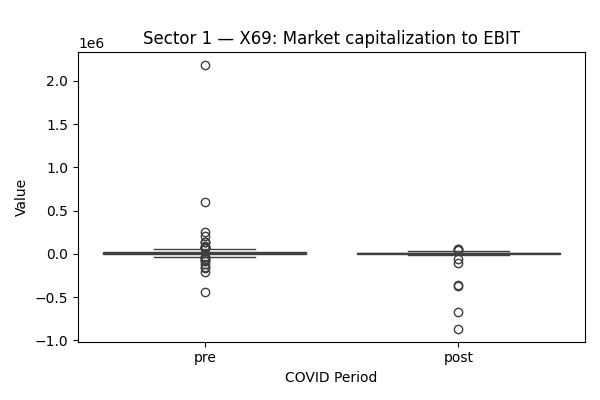 Sector 1 — X69: Market capitalization to EBIT
1e6
2.0
1.5
1.0
0.5
0.0
−0.5
−1.0
Value
pre
post
COVID Period